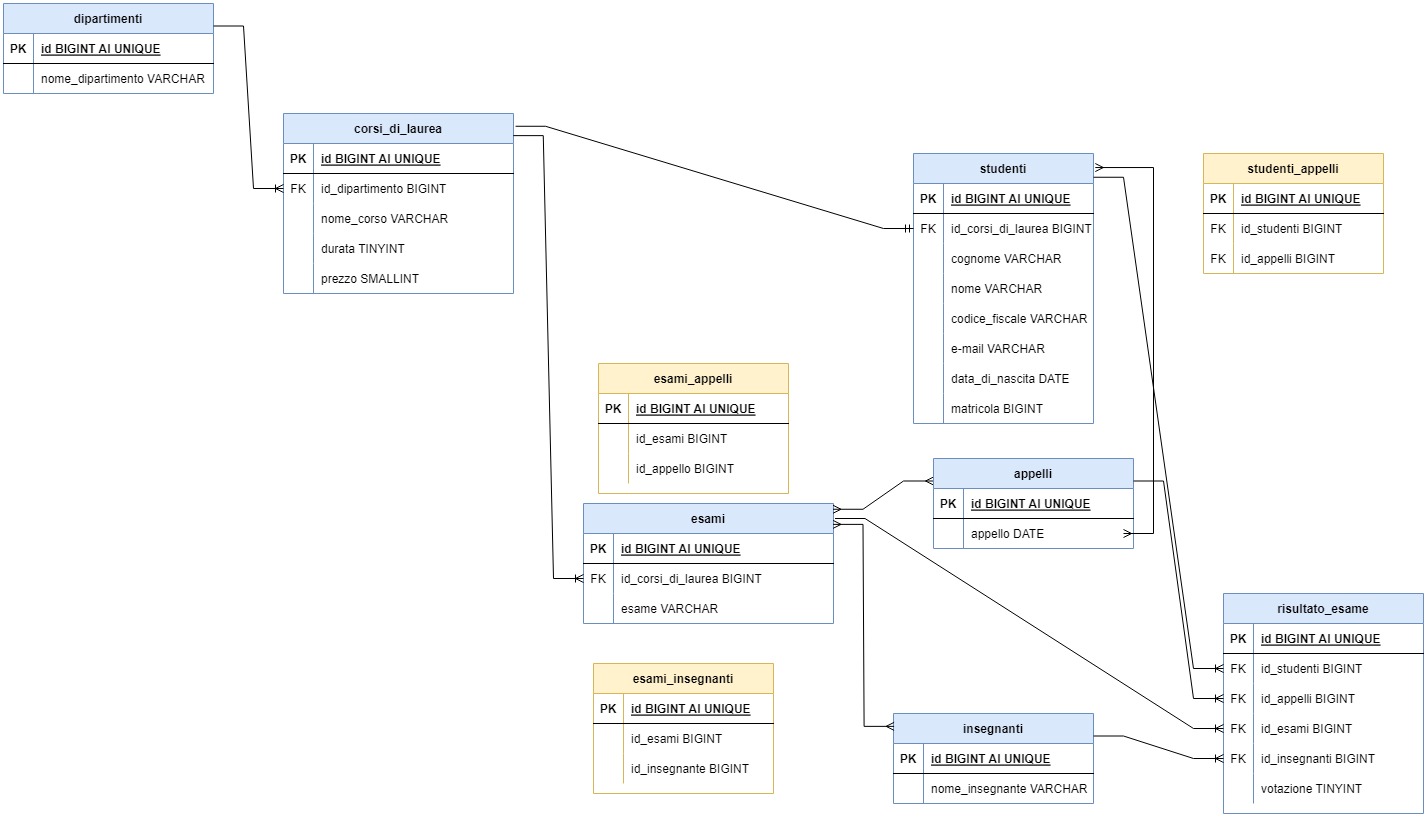 dipartimenti
PK id BIGINT AI UNIQUE
nome_dipartimento VARCHAR
corsi_di_laurea
PK id BIGINT AI UNIQUE
FK id_dipartimento BIGINT
nome_corso VARCHAR
durata TINYINT
prezzo SMALLINT
studenti
PK id BIGINT AI UNIQUE
FK id_corsi_di_laurea BIGINT
cognome VARCHAR
nome VARCHAR
codice_fiscale VARCHAR
e-mail VARCHAR
data_di_nascita DATE
matricola BIGINT
studenti_appelli
PK id BIGINT AI UNIQUE
FK id_studenti BIGINT
FK id_appelli BIGINT
esami_appelli
PK id BIGINT AI UNIQUE
id_esami BIGINT
id_appello BIGINT
appelli
PK id BIGINT AI UNIQUE
appello DATE
esami
PK id BIGINT AI UNIQUE
FK id_corsi_di_laurea BIGINT
esame VARCHAR
risultato_esame
PK id BIGINT AI UNIQUE
FK id_studenti BIGINT
FK id_appelli BIGINT
FK id_esami BIGINT
FK id_insegnanti BIGINT
votazione TINYINT
esami_insegnanti
PK id BIGINT AI UNIQUE
id_esami BIGINT
id_insegnante BIGINT
insegnanti
PK id BIGINT AI UNIQUE
nome_insegnante VARCHAR